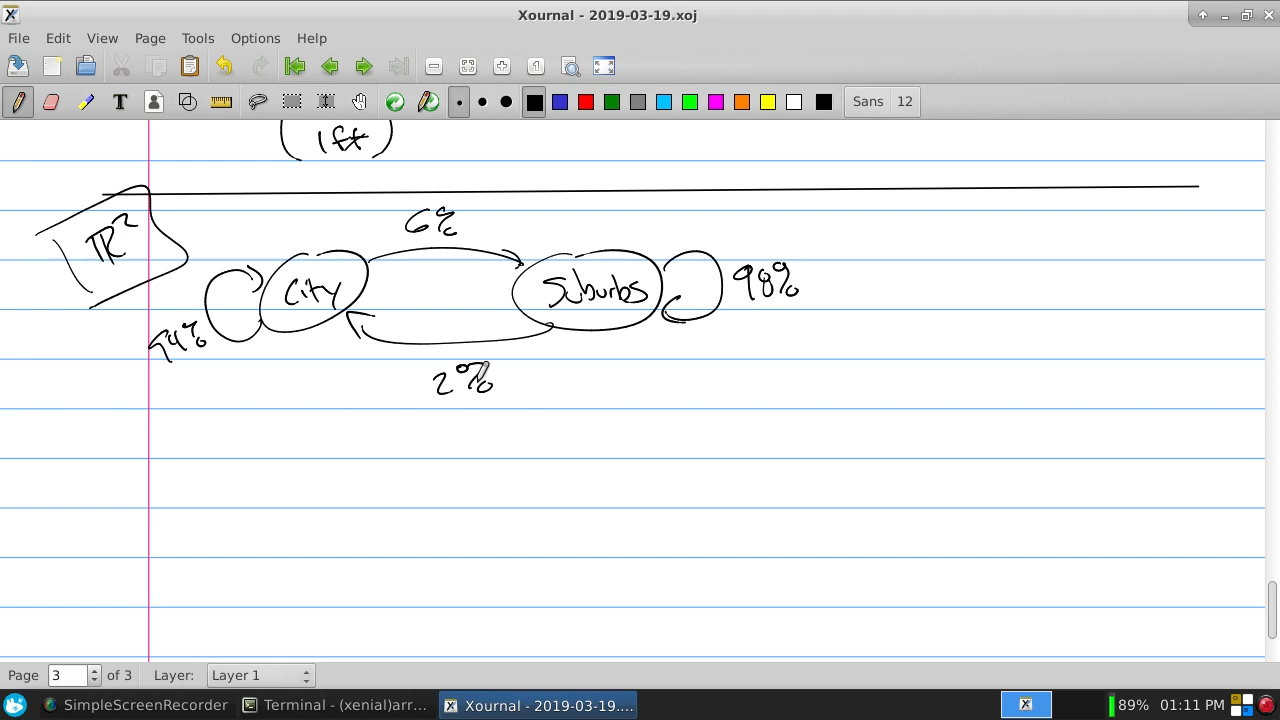 Xournal - 2019-03-19.xoj
File Edit View Page Tools Options Help
Sans 12
1ft
ℝ²
6%
City
Suburbs
98%
94%
2%
Page 3 of 3 Layer: Layer 1
SimpleScreenRecorder Terminal - (xenial)arr... Xournal - 2019-03-19.... 89% 01:11 PM